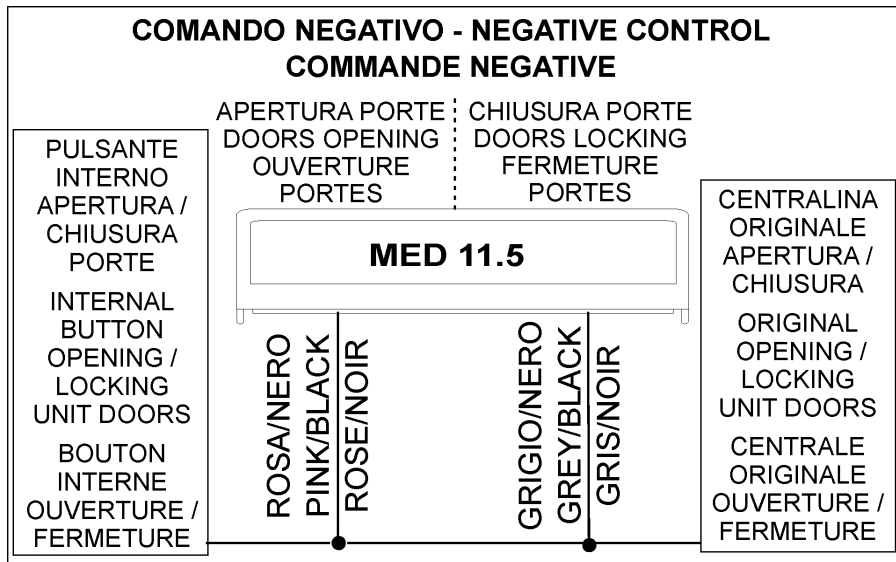 COMANDO NEGATIVO - NEGATIVE CONTROL
COMMANDE NEGATIVE
APERTURA PORTE
DOORS OPENING
OUVERTURE
PORTES
CHIUSURA PORTE
DOORS LOCKING
FERMETURE
PORTES
PULSANTE
INTERNO
APERTURA /
CHIUSURA
PORTE
INTERNAL
BUTTON
OPENING /
LOCKING
UNIT DOORS
BOUTON
INTERNE
OUVERTURE /
FERMETURE
MED 11.5
ROSA/NERO
PINK/BLACK
ROSE/NOIR
GRIGIO/NERO
GREY/BLACK
GRIS/NOIR
CENTRALINA
ORIGINALE
APERTURA /
CHIUSURA
ORIGINAL
OPENING /
LOCKING
UNIT DOORS
CENTRALE
ORIGINALE
OUVERTURE /
FERMETURE